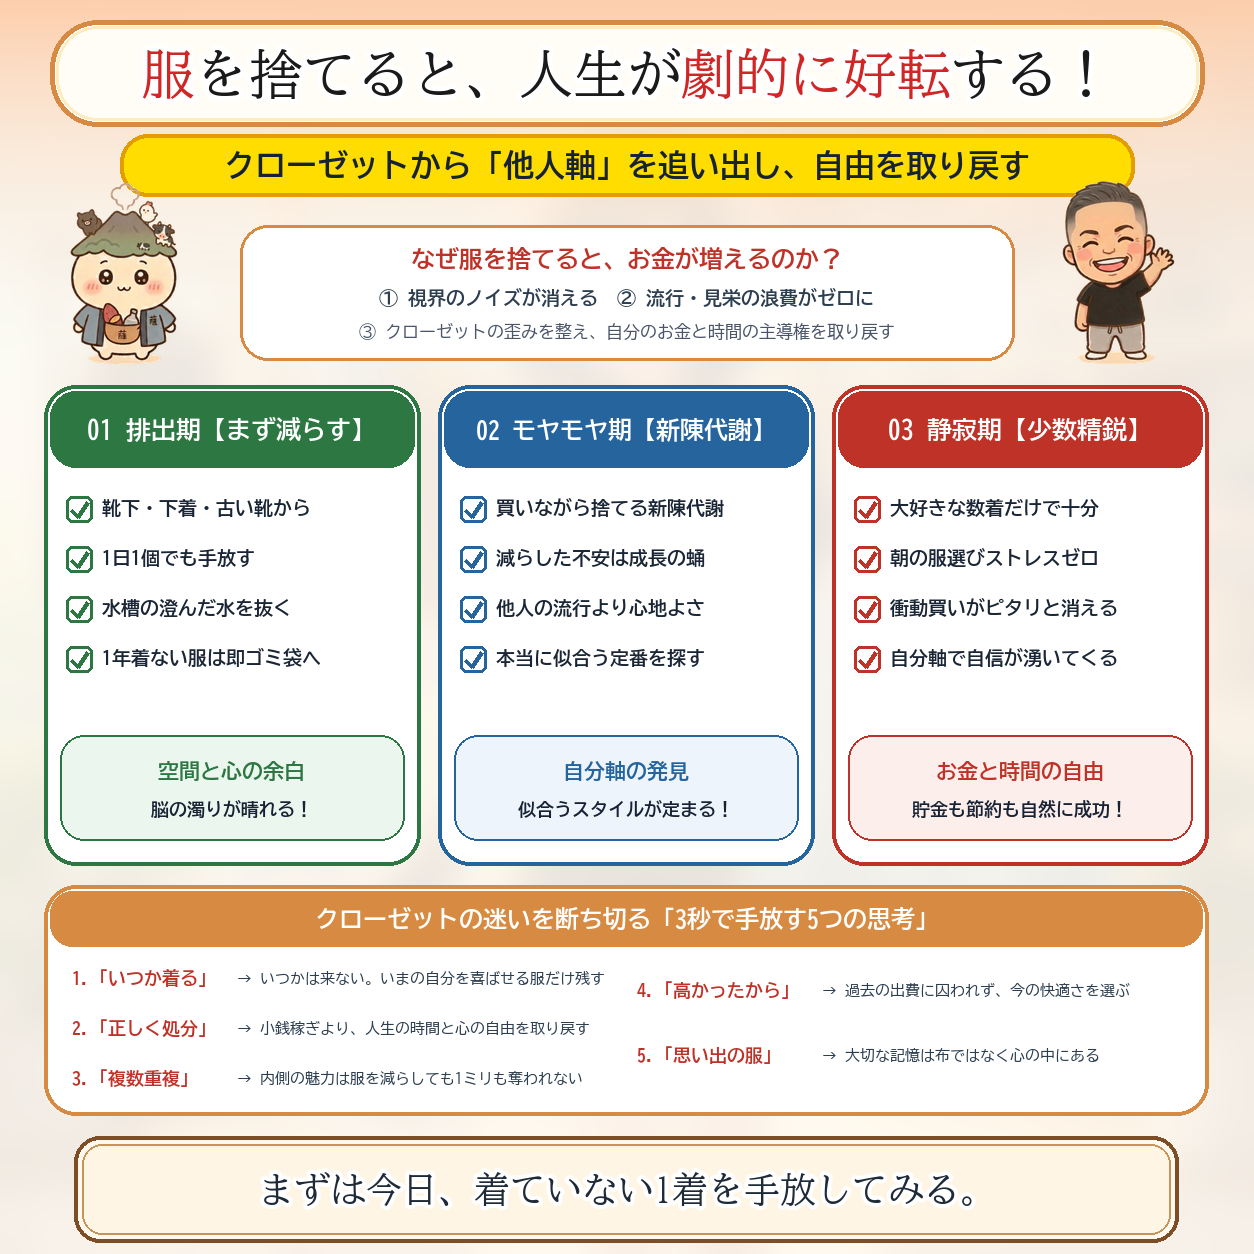 服を捨てると、人生が劇的に好転する！
クローゼットから「他人軸」を追い出し、自由を取り戻す
なぜ服を捨てると、お金が増えるのか？
① 視界のノイズが消える　② 流行・見栄の浪費がゼロに
③ クローゼットの歪みを整え、自分のお金と時間の主導権を取り戻す
薩
薩
01 排出期【まず減らす】
靴下・下着・古い靴から
1日1個でも手放す
水槽の澄んだ水を抜く
1年着ない服は即ゴミ袋へ
空間と心の余白
脳の濁りが晴れる！
02 モヤモヤ期【新陳代謝】
買いながら捨てる新陳代謝
減らした不安は成長の蛹
他人の流行より心地よさ
本当に似合う定番を探す
自分軸の発見
似合うスタイルが定まる！
03 静寂期【少数精鋭】
大好きな数着だけで十分
朝の服選びストレスゼロ
衝動買いがピタリと消える
自分軸で自信が湧いてくる
お金と時間の自由
貯金も節約も自然に成功！
クローゼットの迷いを断ち切る「3秒で手放す5つの思考」
1.「いつか着る」 → いつかは来ない。いまの自分を喜ばせる服だけ残す
2.「正しく処分」 → 小銭稼ぎより、人生の時間と心の自由を取り戻す
3.「複数重複」 → 内側の魅力は服を減らしても1ミリも奪われない
4.「高かったから」 → 過去の出費に囚われず、今の快適さを選ぶ
5.「思い出の服」 → 大切な記憶は布ではなく心の中にある
まずは今日、着ていない1着を手放してみる。